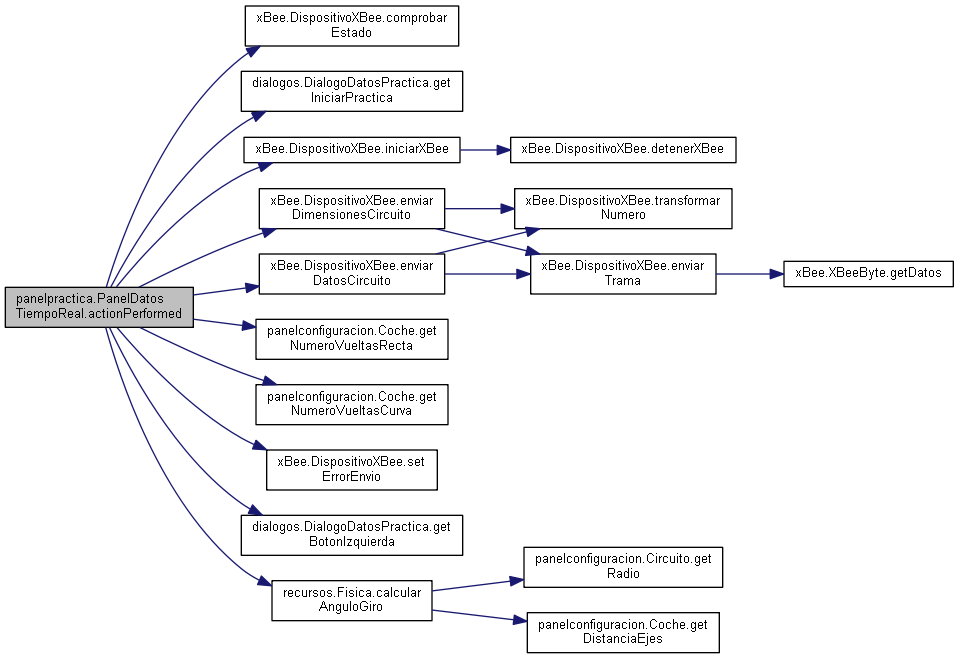 xBee.DispositivoXBee.comprobar
Estado
dialogos.DialogoDatosPractica.get
IniciarPractica
xBee.DispositivoXBee.iniciarXBee
xBee.DispositivoXBee.detenerXBee
xBee.DispositivoXBee.enviar
DimensionesCircuito
xBee.DispositivoXBee.transformar
Numero
xBee.DispositivoXBee.enviar
DatosCircuito
xBee.DispositivoXBee.enviar
Trama
xBee.XBeeByte.getDatos
panelpractica.PanelDatos
TiempoReal.actionPerformed
panelconfiguracion.Coche.get
NumeroVueltasRecta
panelconfiguracion.Coche.get
NumeroVueltasCurva
xBee.DispositivoXBee.set
ErrorEnvio
dialogos.DialogoDatosPractica.get
BotonIzquierda
recursos.Fisica.calcular
AnguloGiro
panelconfiguracion.Circuito.get
Radio
panelconfiguracion.Coche.get
DistanciaEjes